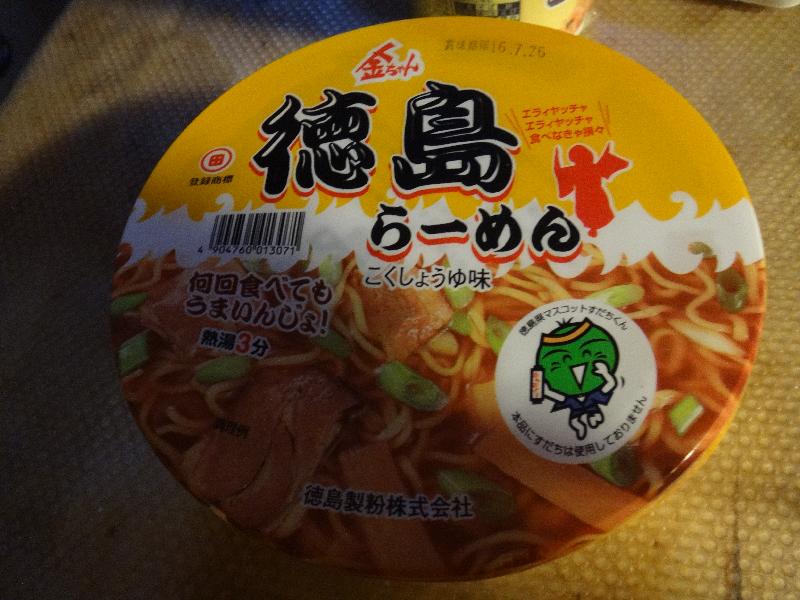 賞味期限16.7.26
金ちゃん
徳島
らーめん
こくしょうゆ味
エライヤッチャ
エライヤッチャ
食べなきゃ損々
田
登録商標
4 904760 013071
何回食べても
うまいんじょ!
熱湯3分
徳島県マスコットすだちくん
本品にすだちは使用しておりません
調理例
徳島製粉株式会社